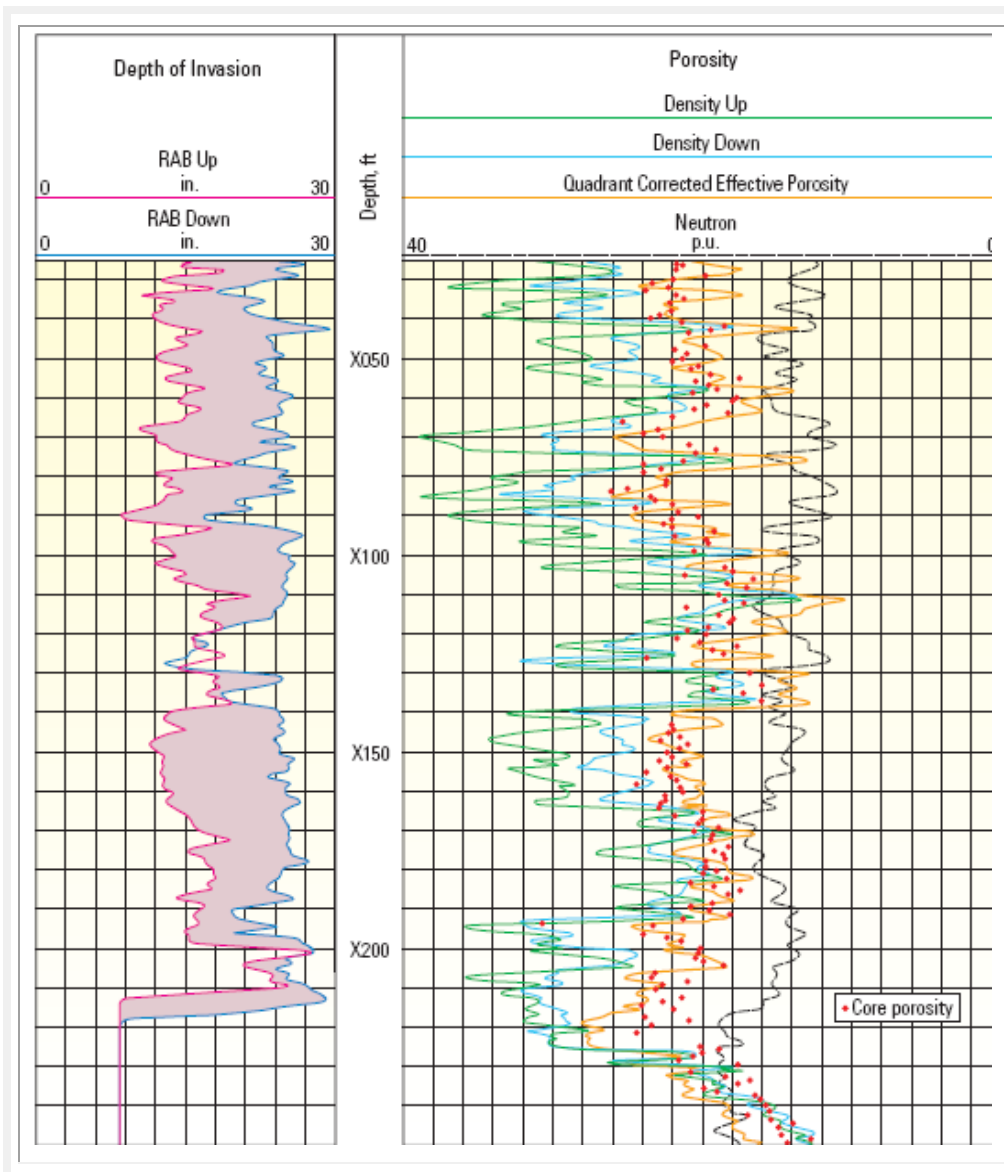 Depth of Invasion
RAB Up
0 in. 30
RAB Down
0 in. 30
Depth, ft
Porosity
Density Up
Density Down
Quadrant Corrected Effective Porosity
Neutron
40 p.u. 0
X050
X100
X150
X200
Core porosity